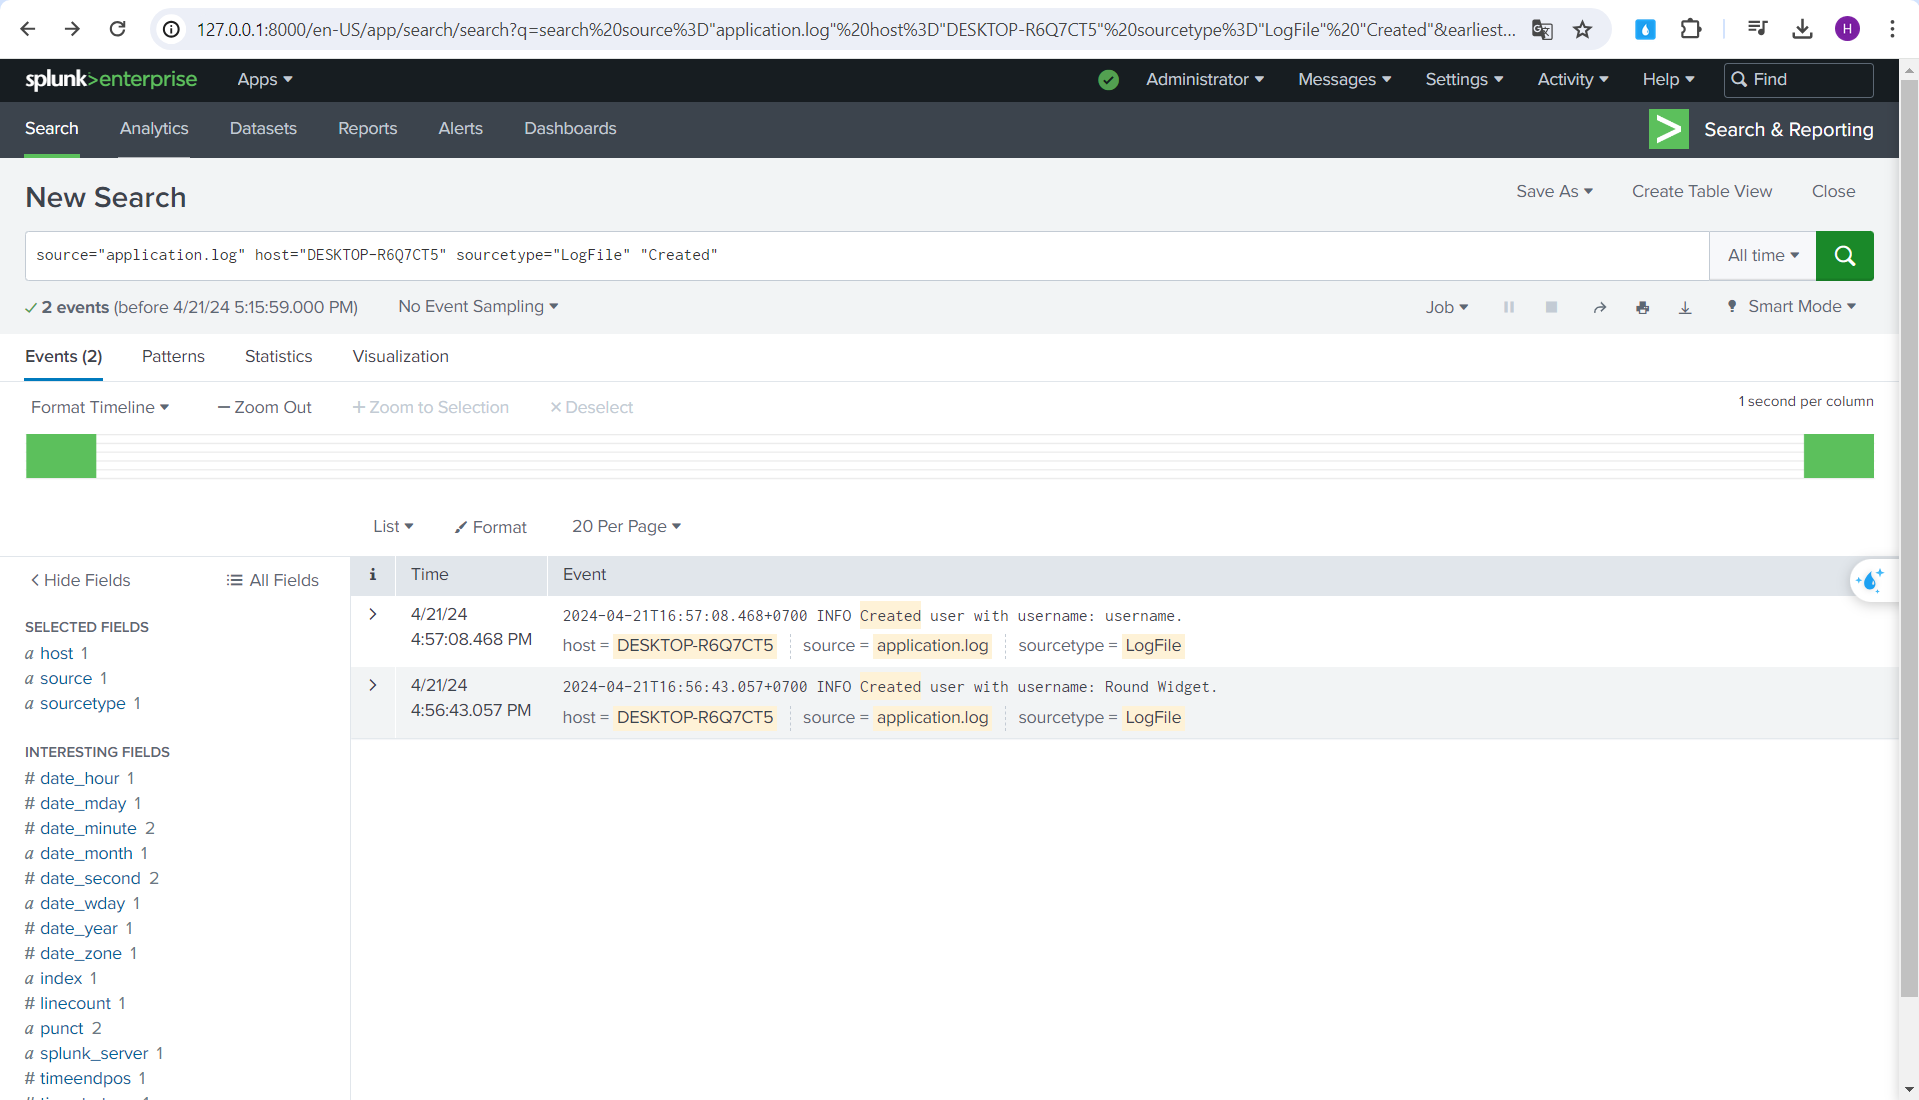 127.0.0.1:8000/en-US/app/search/search?q=search%20source%3D"application.log"%20host%3D"DESKTOP-R6Q7CT5"%20sourcetype%3D"LogFile"%20"Created"&earliest...
H
splunk>enterprise Apps Administrator Messages Settings Activity Help Find
Search Analytics Datasets Reports Alerts Dashboards Search & Reporting
New Search Save As Create Table View Close
source="application.log" host="DESKTOP-R6Q7CT5" sourcetype="LogFile" "Created" All time
2 events (before 4/21/24 5:15:59.000 PM) No Event Sampling Job Smart Mode
Events (2) Patterns Statistics Visualization
Format Timeline — Zoom Out + Zoom to Selection × Deselect 1 second per column
List Format 20 Per Page
< Hide Fields All Fields
i Time Event
SELECTED FIELDS
a host 1
a source 1
a sourcetype 1
INTERESTING FIELDS
# date_hour 1
# date_mday 1
# date_minute 2
a date_month 1
# date_second 2
a date_wday 1
# date_year 1
# date_zone 1
a index 1
# linecount 1
a punct 2
a splunk_server 1
# timeendpos 1
> 4/21/24
4:57:08.468 PM
2024-04-21T16:57:08.468+0700 INFO Created user with username: username.
host = DESKTOP-R6Q7CT5 source = application.log sourcetype = LogFile
> 4/21/24
4:56:43.057 PM
2024-04-21T16:56:43.057+0700 INFO Created user with username: Round Widget.
host = DESKTOP-R6Q7CT5 source = application.log sourcetype = LogFile